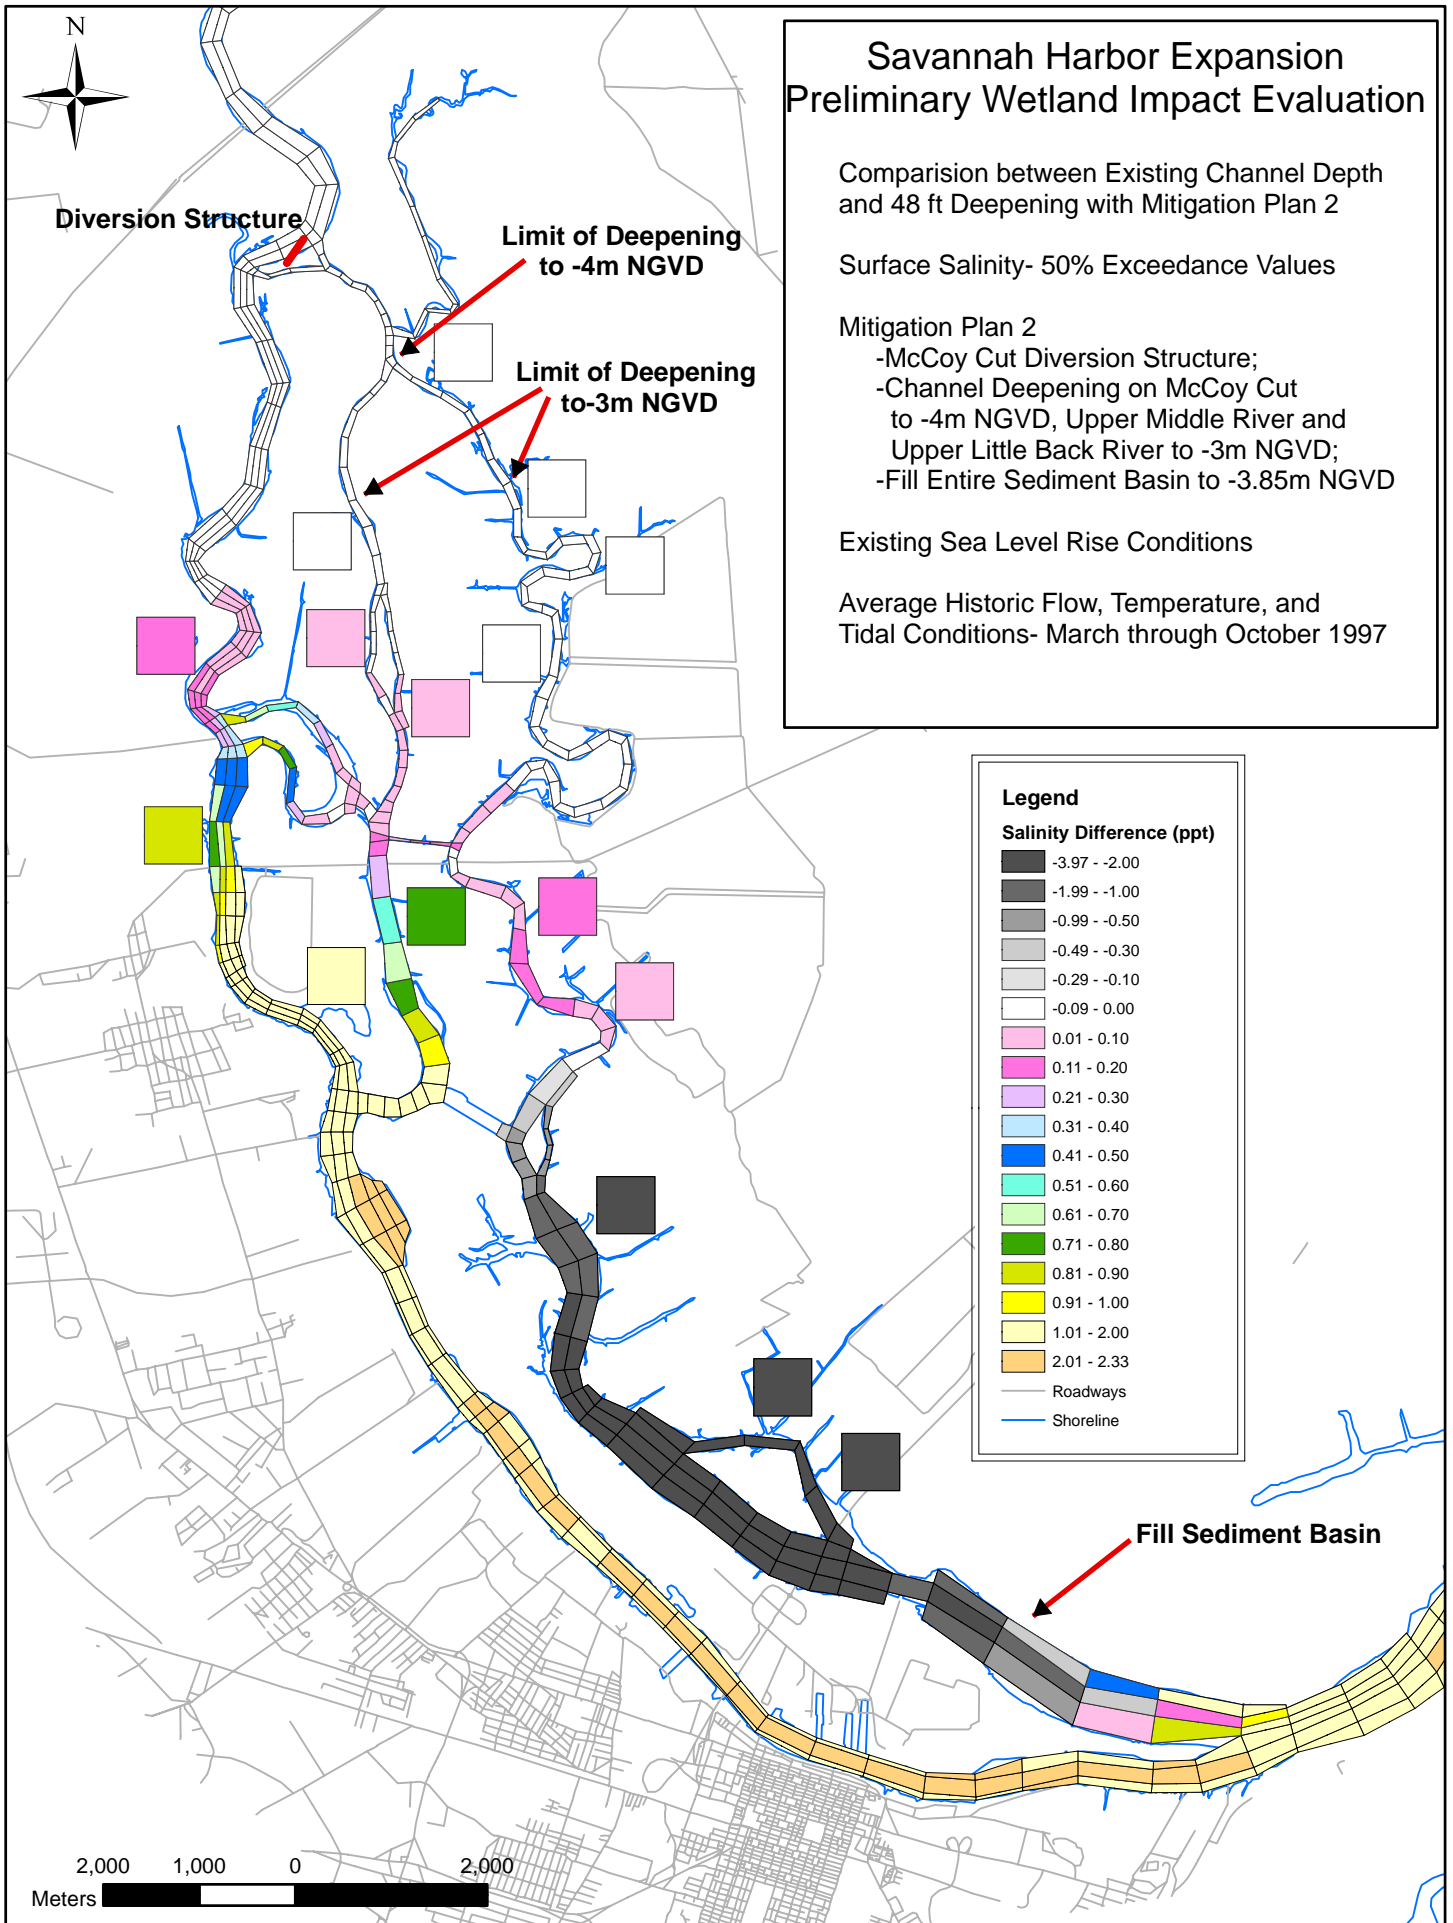 N
Savannah Harbor Expansion
Preliminary Wetland Impact Evaluation
Comparision between Existing Channel Depth
and 48 ft Deepening with Mitigation Plan 2
Surface Salinity- 50% Exceedance Values
Mitigation Plan 2
-McCoy Cut Diversion Structure;
-Channel Deepening on McCoy Cut
to -4m NGVD, Upper Middle River and
Upper Little Back River to -3m NGVD;
-Fill Entire Sediment Basin to -3.85m NGVD
Existing Sea Level Rise Conditions
Average Historic Flow, Temperature, and
Tidal Conditions- March through October 1997
Diversion Structure
Limit of Deepening
to -4m NGVD
Limit of Deepening
to-3m NGVD
Legend
Salinity Difference (ppt)
-3.97 - -2.00
-1.99 - -1.00
-0.99 - -0.50
-0.49 - -0.30
-0.29 - -0.10
-0.09 - 0.00
0.01 - 0.10
0.11 - 0.20
0.21 - 0.30
0.31 - 0.40
0.41 - 0.50
0.51 - 0.60
0.61 - 0.70
0.71 - 0.80
0.81 - 0.90
0.91 - 1.00
1.01 - 2.00
2.01 - 2.33
Roadways
Shoreline
Fill Sediment Basin
2,000 1,000 0 2,000
Meters